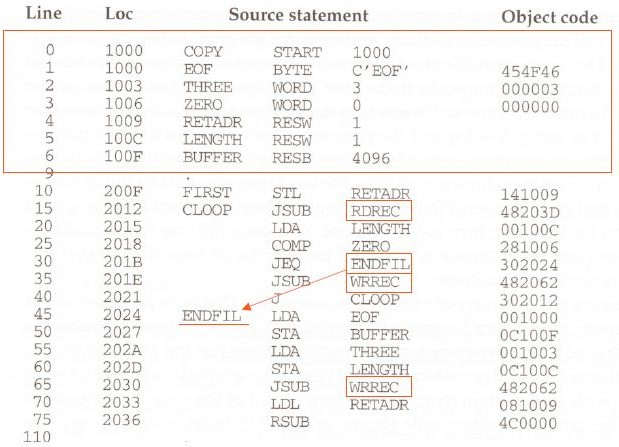 Line Loc Source statement Object code
0 1000 COPY START 1000
1 1000 EOF BYTE C'EOF' 454F46
2 1003 THREE WORD 3 000003
3 1006 ZERO WORD 0 000000
4 1009 RETADR RESW 1
5 100C LENGTH RESW 1
6 100F BUFFER RESB 4096
9 .
10 200F FIRST STL RETADR 141009
15 2012 CLOOP JSUB RDREC 48203D
20 2015 LDA LENGTH 00100C
25 2018 COMP ZERO 281006
30 201B JEQ ENDFIL 302024
35 201E JSUB WRREC 482062
40 2021 J CLOOP 302012
45 2024 ENDFIL LDA EOF 001000
50 2027 STA BUFFER 0C100F
55 202A LDA THREE 001003
60 202D STA LENGTH 0C100C
65 2030 JSUB WRREC 482062
70 2033 LDL RETADR 081009
75 2036 RSUB 4C0000
110